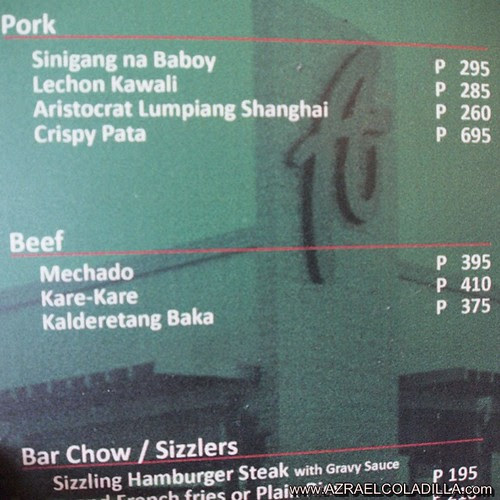 Pork
Sinigang na Baboy P 295
Lechon Kawali P 285
Aristocrat Lumpiang Shanghai P 260
Crispy Pata P 695
Beef
Mechado P 395
Kare-Kare P 410
Kalderetang Baka P 375
Bar Chow / Sizzlers
Sizzling Hamburger Steak with Gravy Sauce P 195
French fries or Plain
www.AZRAELCOLADILLA.com